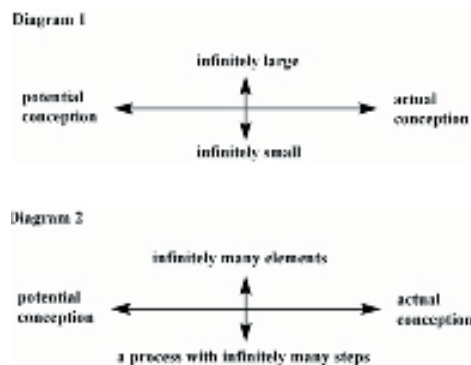 Diagram 1
infinitely large
potential actual
conception conception
infinitely small
Diagram 2
infinitely many elements
potential actual
conception conception
a process with infinitely many steps